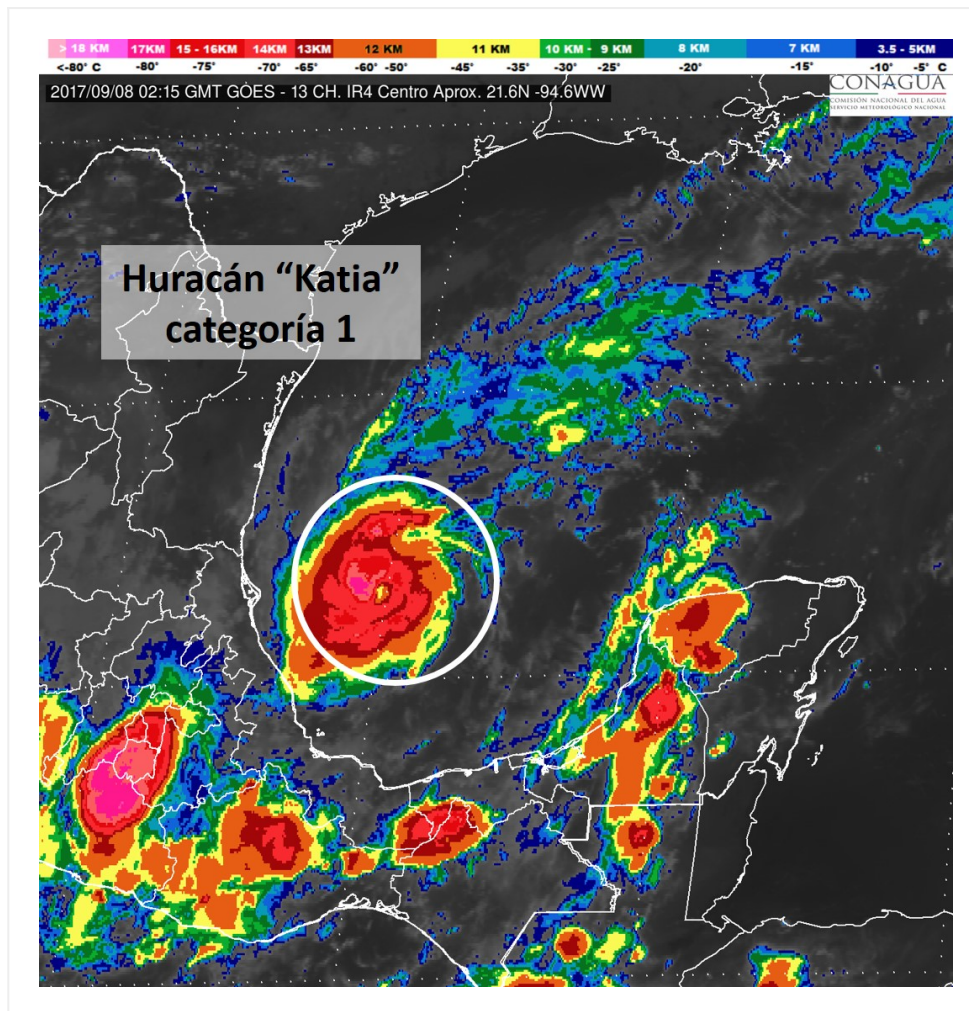 > 18 KM 17KM 15 - 16KM 14KM 13KM 12 KM 11 KM 10 KM - 9 KM 8 KM 7 KM 3.5 - 5KM
<-80° C -80° -75° -70° -65° -60° -50° -45° -35° -30° -25° -20° -15° -10° -5° C
2017/09/08 02:15 GMT GOES - 13 CH. IR4 Centro Aprox. 21.6N -94.6WW
CONAGUA
COMISIÓN NACIONAL DEL AGUA
SERVICIO METEOROLÓGICO NACIONAL
Huracán “Katia”
categoría 1